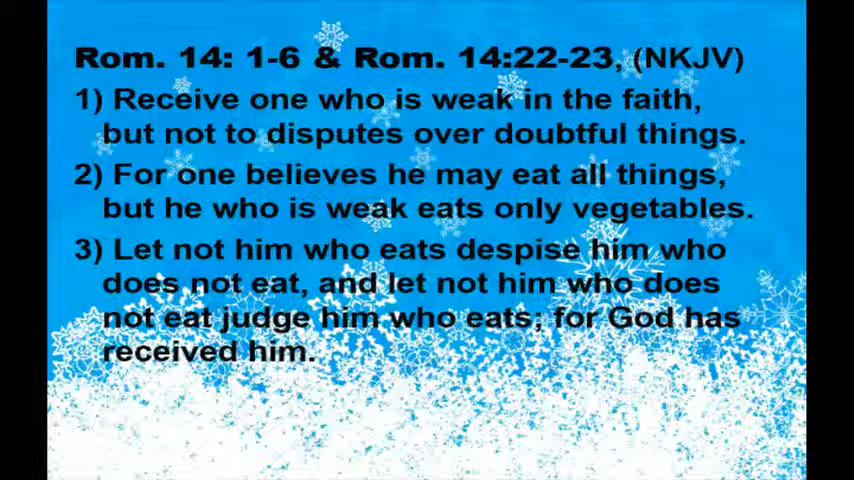 Rom. 14: 1-6 & Rom. 14:22-23, (NKJV)
1) Receive one who is weak in the faith,
but not to disputes over doubtful things.
2) For one believes he may eat all things,
but he who is weak eats only vegetables.
3) Let not him who eats despise him who
does not eat, and let not him who does
not eat judge him who eats; for God has
received him.